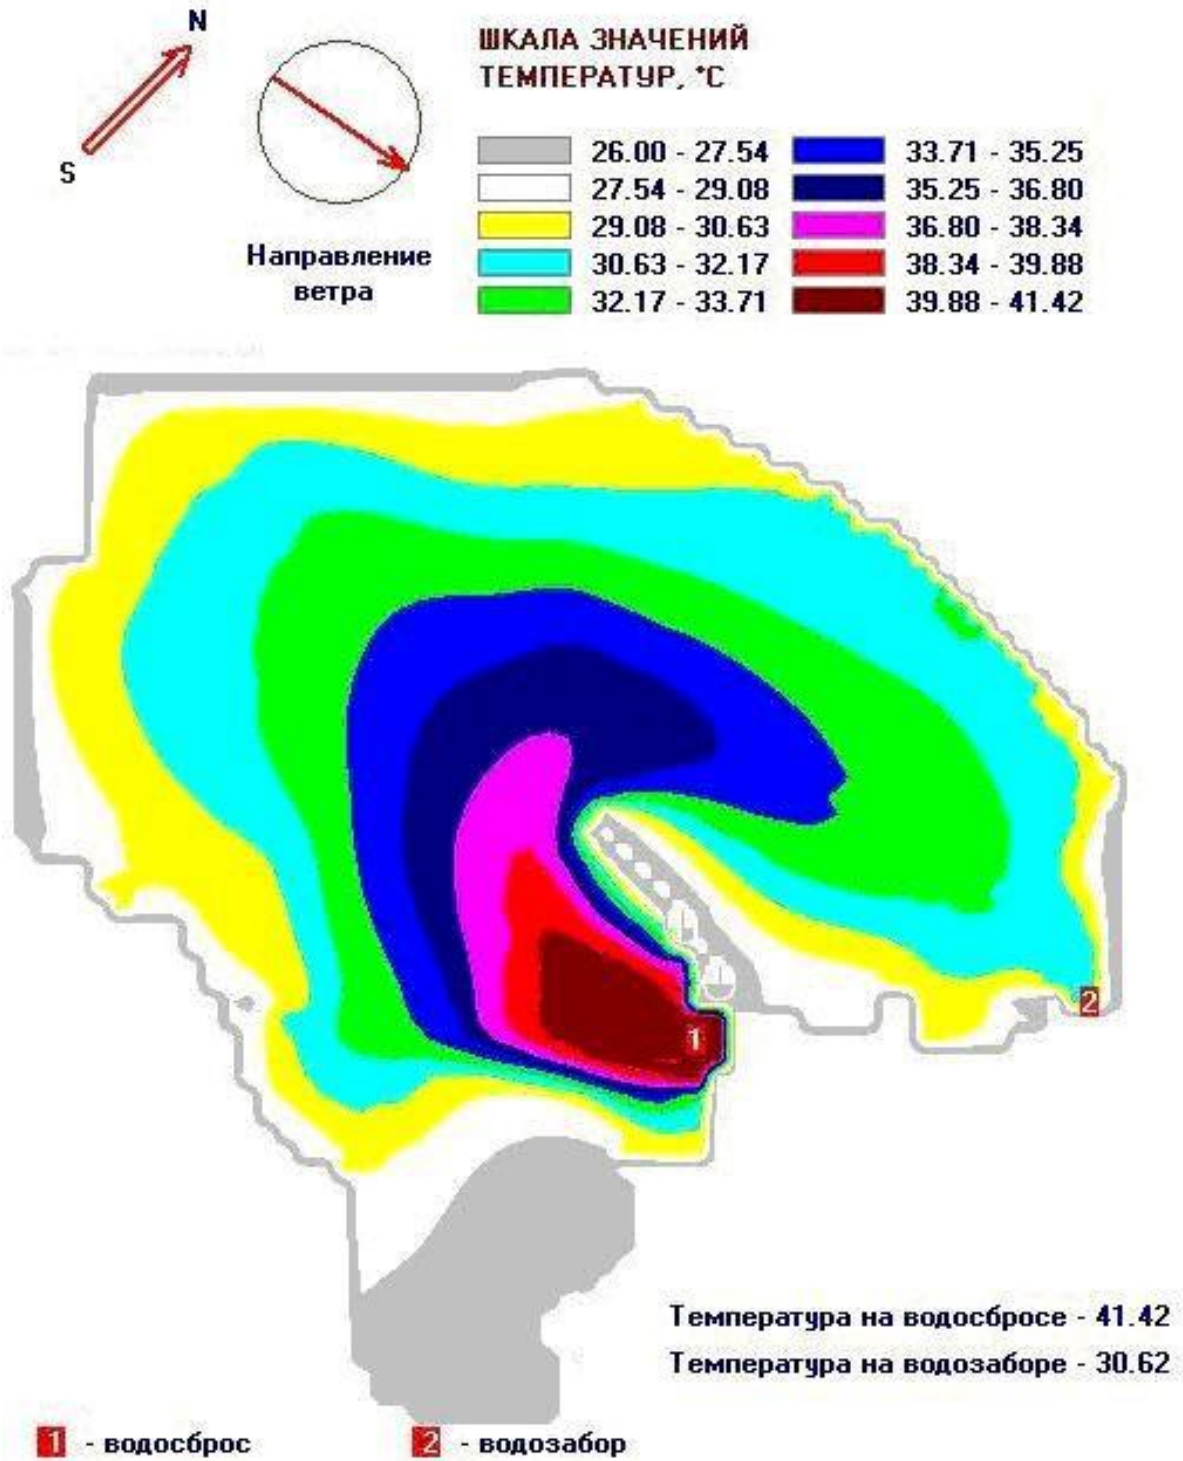 N
S
Направление
ветра
ШКАЛА ЗНАЧЕНИЙ
ТЕМПЕРАТУР, °С
26.00 - 27.54
27.54 - 29.08
29.08 - 30.63
30.63 - 32.17
32.17 - 33.71
33.71 - 35.25
35.25 - 36.80
36.80 - 38.34
38.34 - 39.88
39.88 - 41.42
1
2
Температура на водосбросе - 41.42
Температура на водозаборе - 30.62
1 - водосброс
2 - водозабор